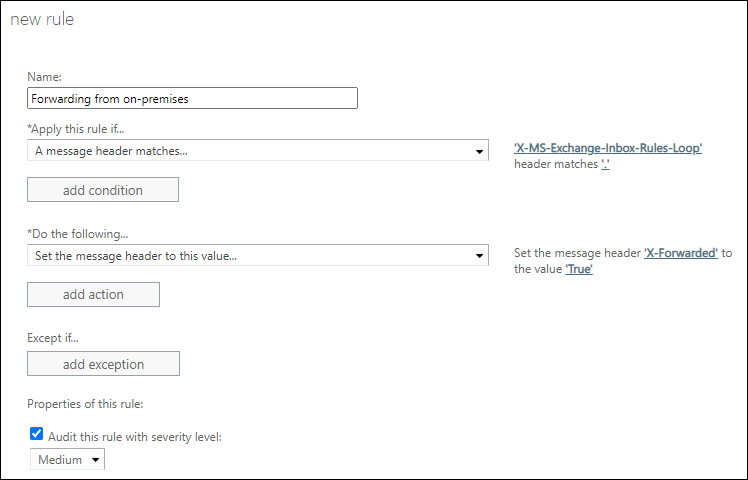 new rule
Name:
Forwarding from on-premises
*Apply this rule if...
A message header matches...
'X-MS-Exchange-Inbox-Rules-Loop'
header matches '.'
add condition
*Do the following...
Set the message header to this value...
Set the message header 'X-Forwarded' to
the value 'True'
add action
Except if...
add exception
Properties of this rule:
Audit this rule with severity level:
Medium